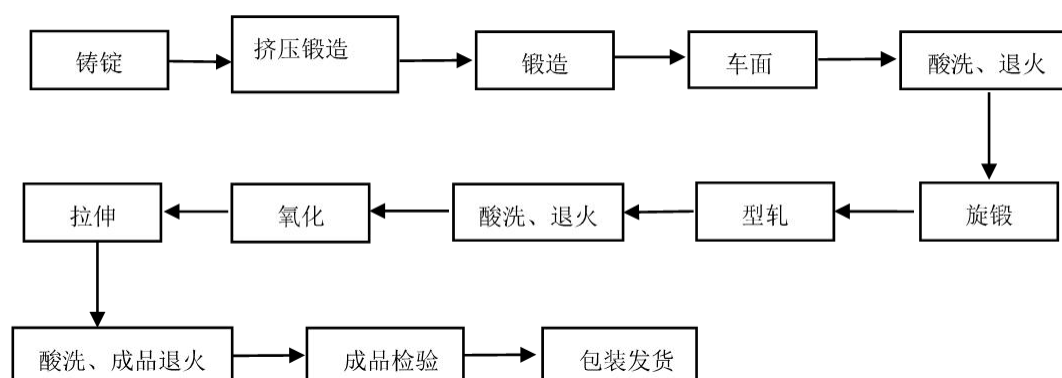 铸锭
挤压锻造
锻造
车面
酸洗、退火
旋锻
型轧
酸洗、退火
氧化
拉伸
酸洗、成品退火
成品检验
包装发货